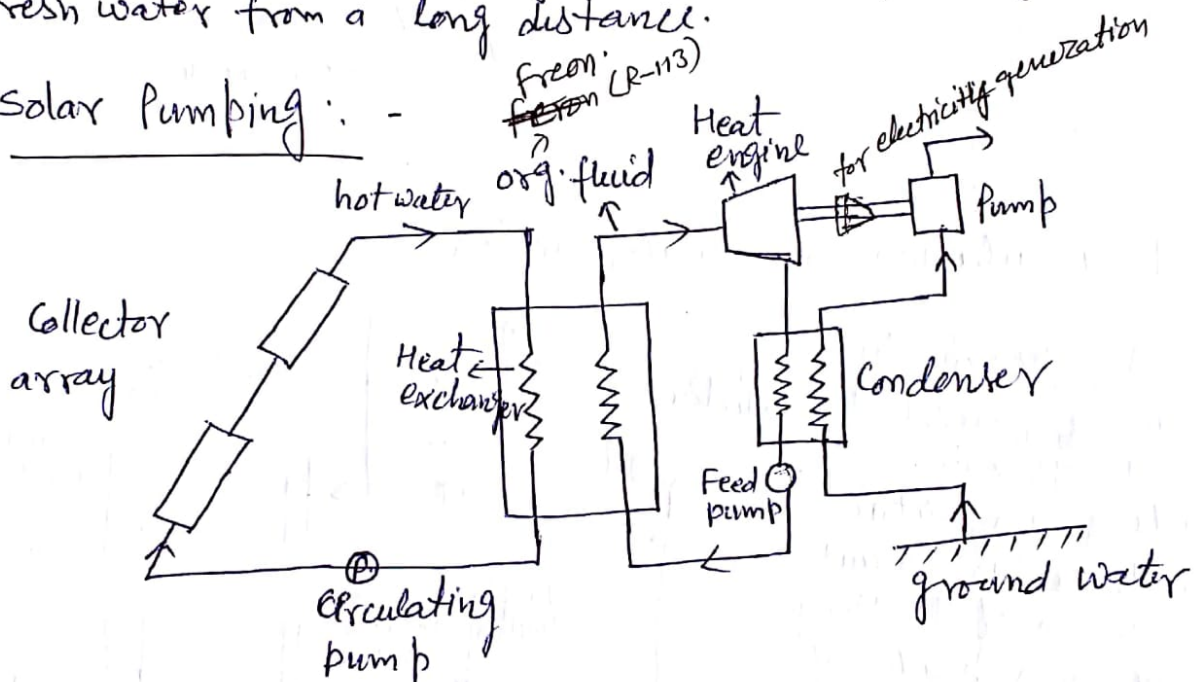 resh water from a long distance.
Solar Pumping : -
freon.
(R-113)
org. fluid
hot water
Heat
engine
for electricity generation
Pump
Collector
array
Heat
exchanger
Condenser
Feed
pump
P
Circulating
pump
ground water